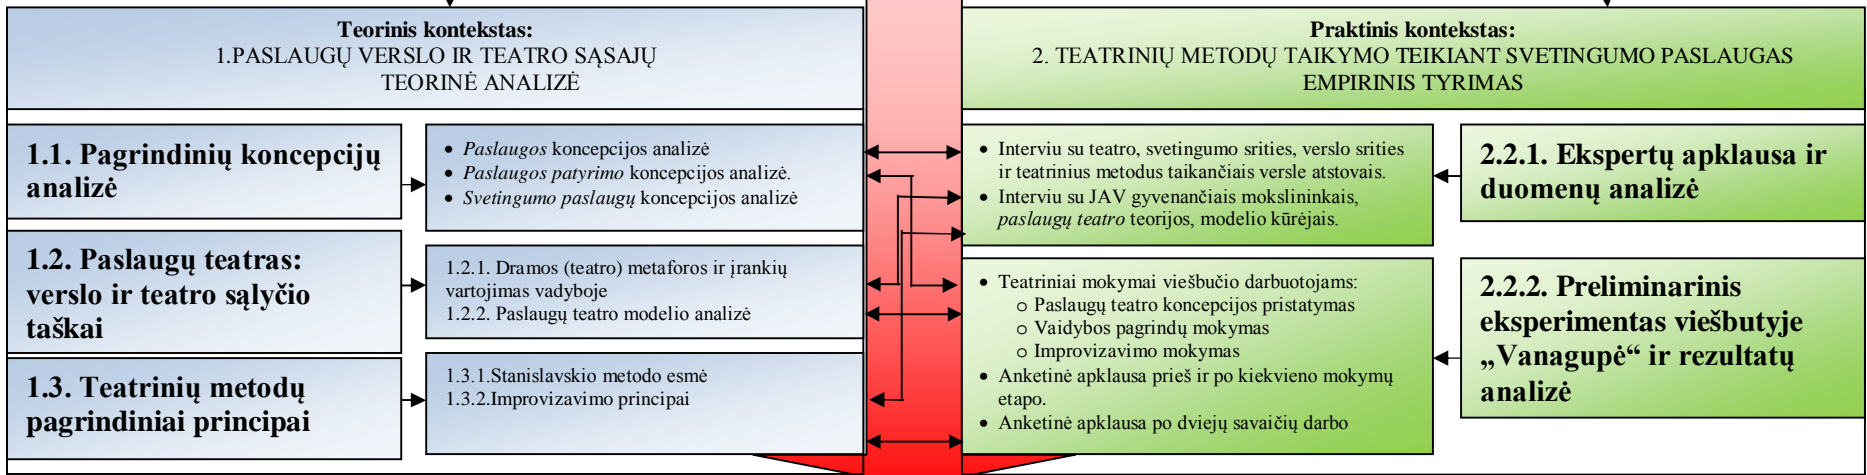 Teorinis kontekstas:
1.PASLAUGŲ VERSLO IR TEATRO SĄSAJŲ
TEORINĖ ANALIZĖ
1.1. Pagrindinių koncepcijų
analizė
• Paslaugos koncepcijos analizė
• Paslaugos patyrimo koncepcijos analizė.
• Svetingumo paslaugų koncepcijos analizė
1.2. Paslaugų teatras:
verslo ir teatro sąlyčio
taškai
1.2.1. Dramos (teatro) metaforos ir įrankių
vartojimas vadyboje
1.2.2. Paslaugų teatro modelio analizė
1.3. Teatrinių metodų
pagrindiniai principai
1.3.1.Stanislavskio metodo esmė
1.3.2.Improvizavimo principai
Praktinis kontekstas:
2. TEATRINIŲ METODŲ TAIKYMO TEIKIANT SVETINGUMO PASLAUGAS
EMPIRINIS TYRIMAS
• Interviu su teatro, svetingumo srities, verslo srities
ir teatrinius metodus taikančiais versle atstovais.
• Interviu su JAV gyvenančiais mokslininkais,
paslaugų teatro teorijos, modelio kūrėjais.
2.2.1. Ekspertų apklausa ir
duomenų analizė
• Teatriniai mokymai viešbučio darbuotojams:
o Paslaugų teatro koncepcijos pristatymas
o Vaidybos pagrindų mokymas
o Improvizavimo mokymas
• Anketinė apklausa prieš ir po kiekvieno mokymų
etapo.
• Anketinė apklausa po dviejų savaičių darbo
2.2.2. Preliminarinis
eksperimentas viešbutyje
„Vanagupė“ ir rezultatų
analizė